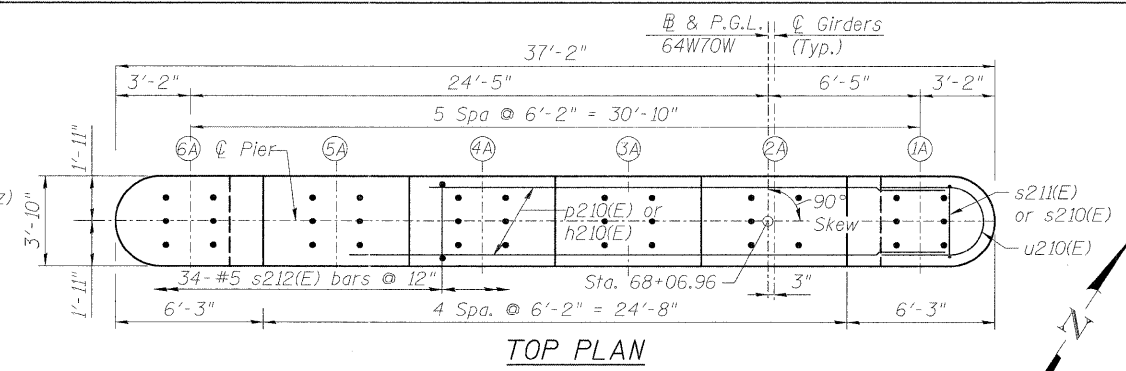 ℄ & P.G.L.
64W70W
℄ Girders
(Typ.)
37'-2"
3'-2"
24'-5"
6'-5"
3'-2"
5 Spa @ 6'-2" = 30'-10"
6A
℄ Pier
5A
4A
3A
2A
1A
1'-11"
3'-10"
1'-11"
p210(E) or
h210(E)
90°
Skew
s211(E)
or s210(E)
u210(E)
34-#5 s212(E) bars @ 12"
Sta. 68+06.96
3"
6'-3"
4 Spa. @ 6'-2" = 24'-8"
6'-3"
N
TOP PLAN